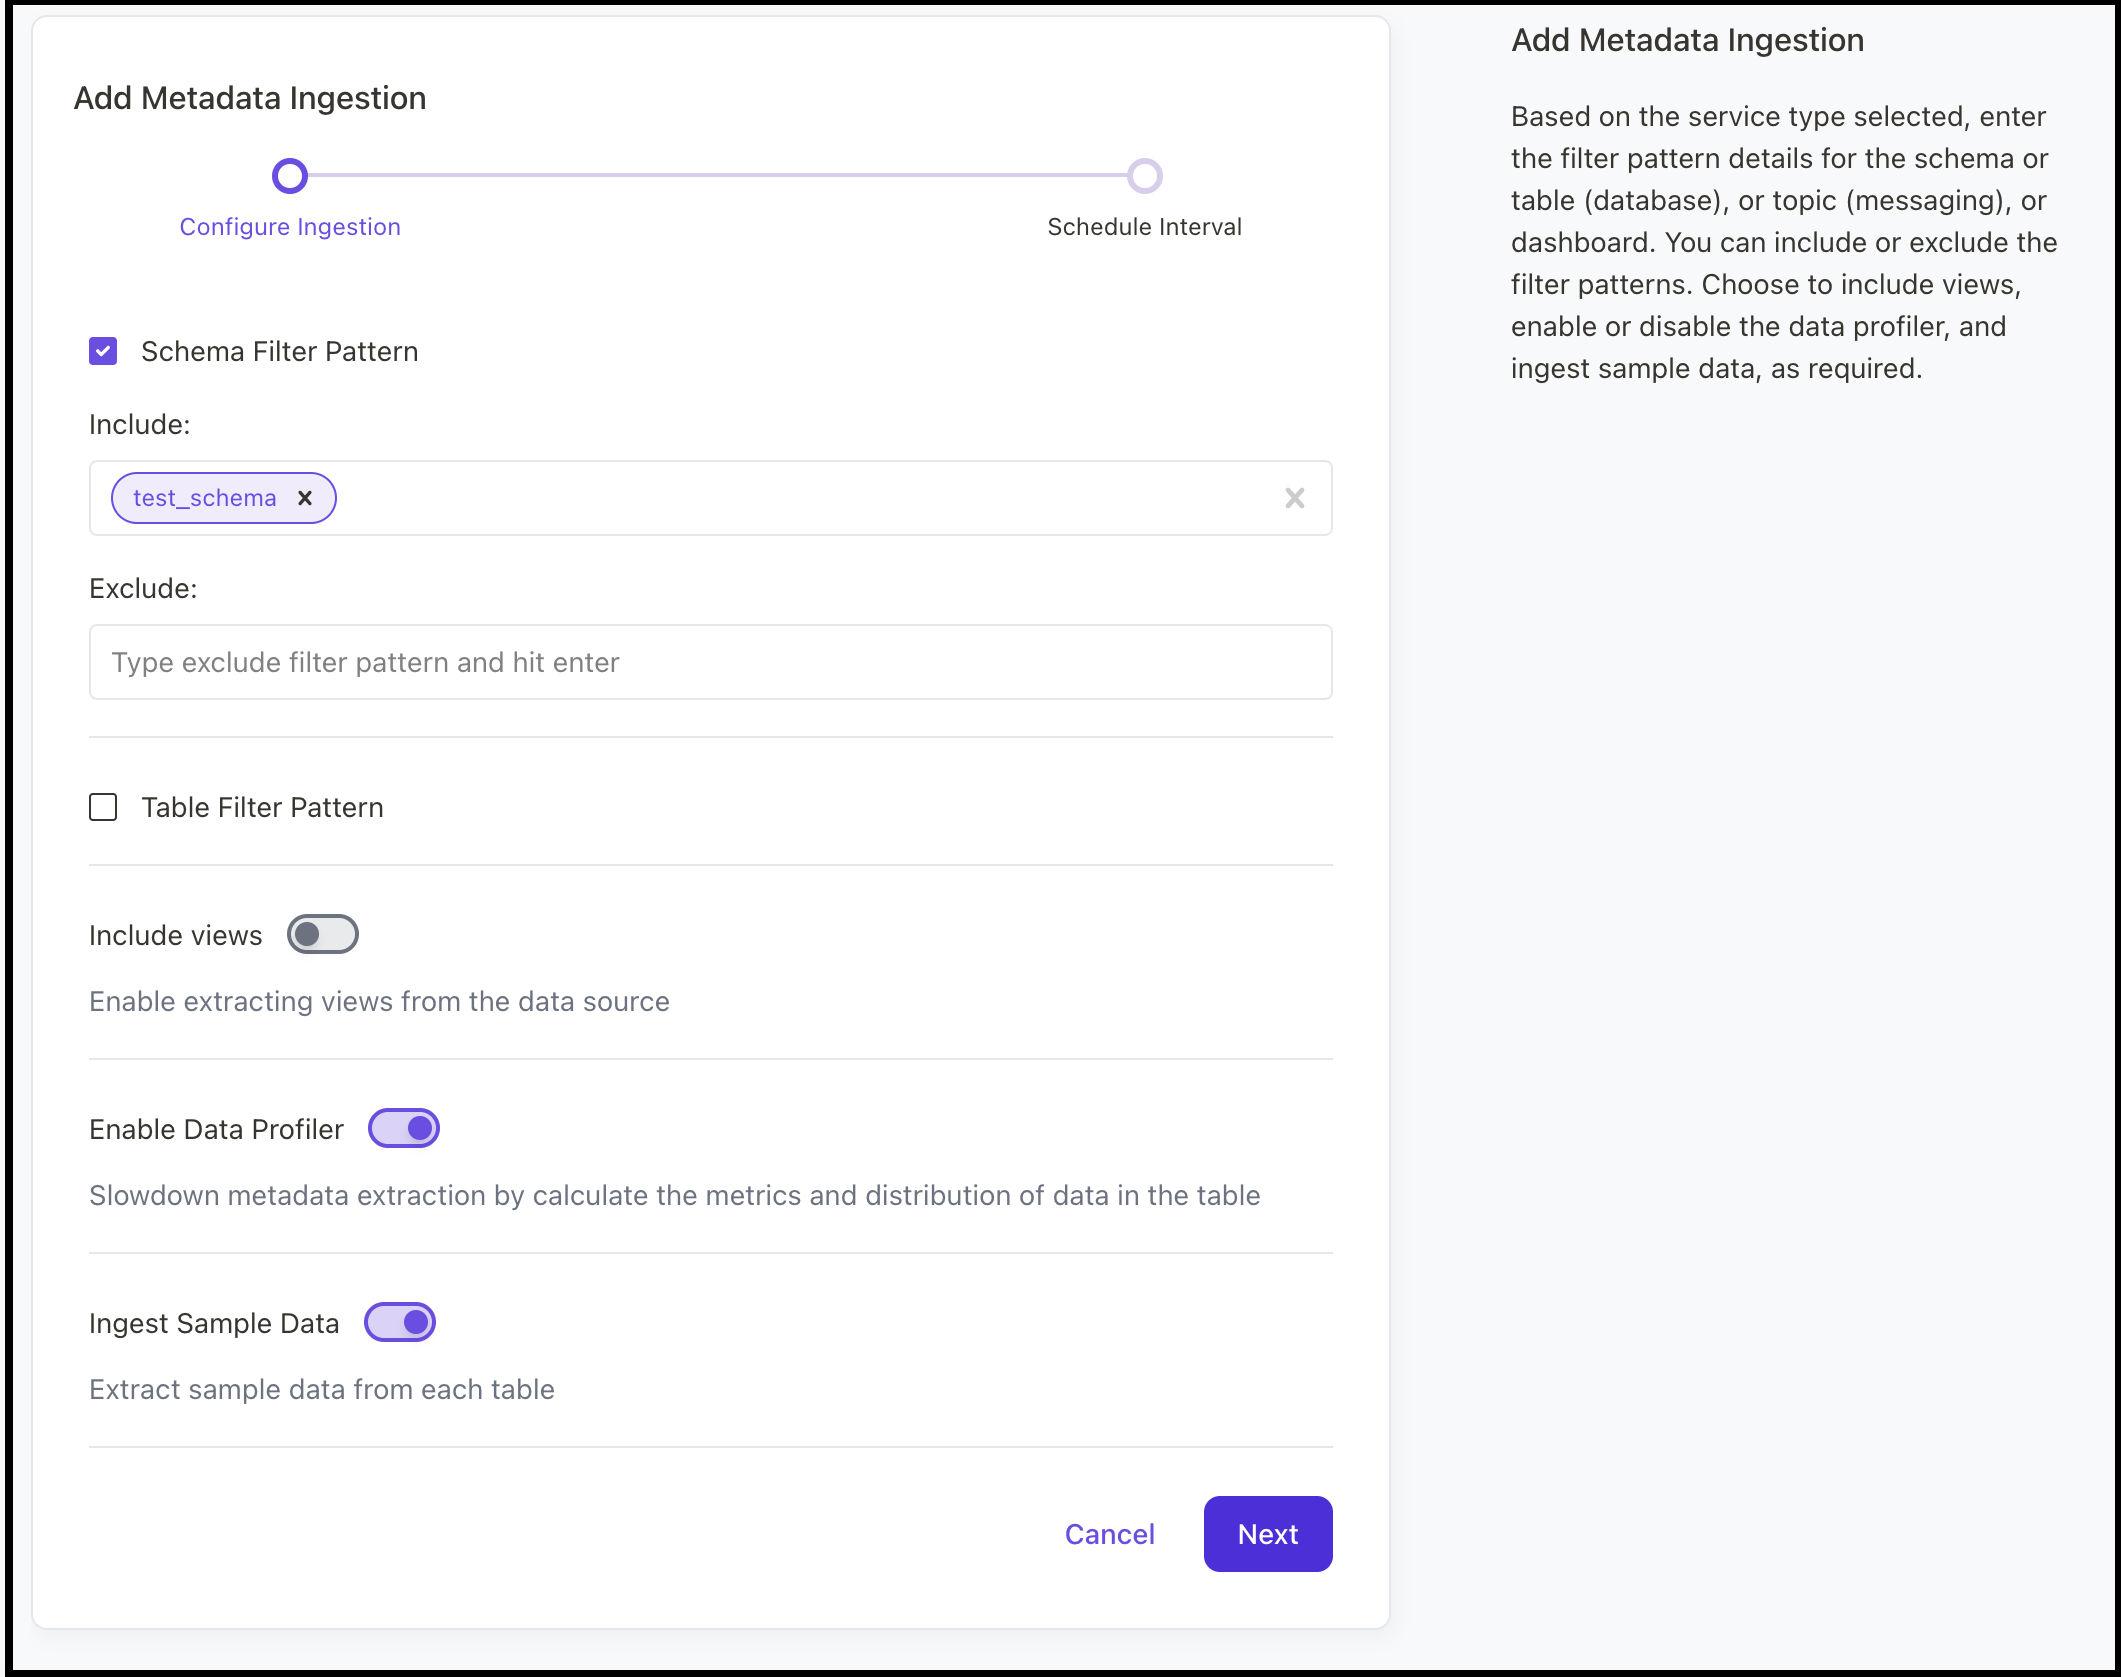 Add Metadata Ingestion
Configure Ingestion
Schedule Interval
Schema Filter Pattern
Include:
test_schema
Exclude:
Type exclude filter pattern and hit enter
Table Filter Pattern
Include views
Enable extracting views from the data source
Enable Data Profiler
Slowdown metadata extraction by calculate the metrics and distribution of data in the table
Ingest Sample Data
Extract sample data from each table
Cancel
Next
Add Metadata Ingestion
Based on the service type selected, enter
the filter pattern details for the schema or
table (database), or topic (messaging), or
dashboard. You can include or exclude the
filter patterns. Choose to include views,
enable or disable the data profiler, and
ingest sample data, as required.